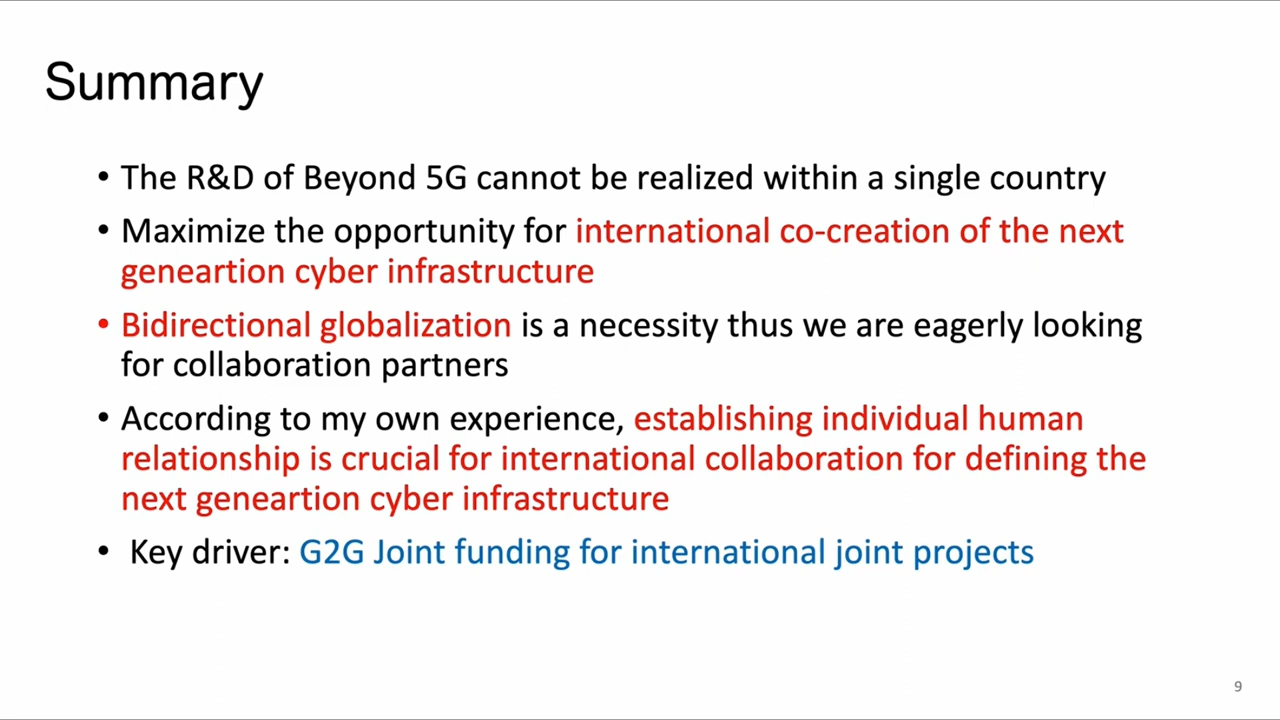 Summary
• The R&D of Beyond 5G cannot be realized within a single country
• Maximize the opportunity for international co-creation of the next
geneartion cyber infrastructure
• Bidirectional globalization is a necessity thus we are eagerly looking
for collaboration partners
• According to my own experience, establishing individual human
relationship is crucial for international collaboration for defining the
next geneartion cyber infrastructure
• Key driver: G2G Joint funding for international joint projects
9